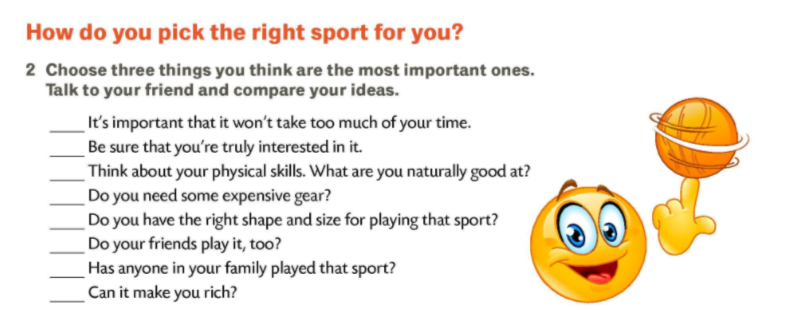 How do you pick the right sport for you?
2 Choose three things you think are the most important ones.
Talk to your friend and compare your ideas.
____ It's important that it won't take too much of your time.
____ Be sure that you're truly interested in it.
____ Think about your physical skills. What are you naturally good at?
____ Do you need some expensive gear?
____ Do you have the right shape and size for playing that sport?
____ Do your friends play it, too?
____ Has anyone in your family played that sport?
____ Can it make you rich?